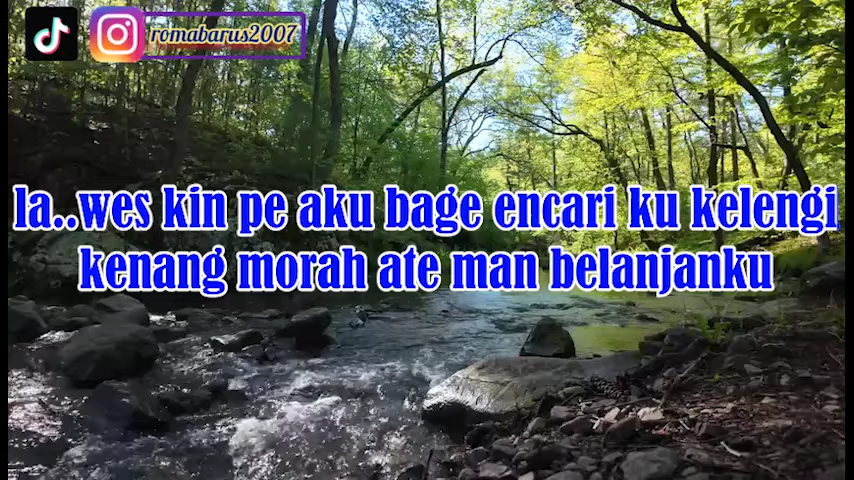 romabarus2007
la..wes kin pe aku bage encari ku kelengi
kenang morah ate man belanjanku